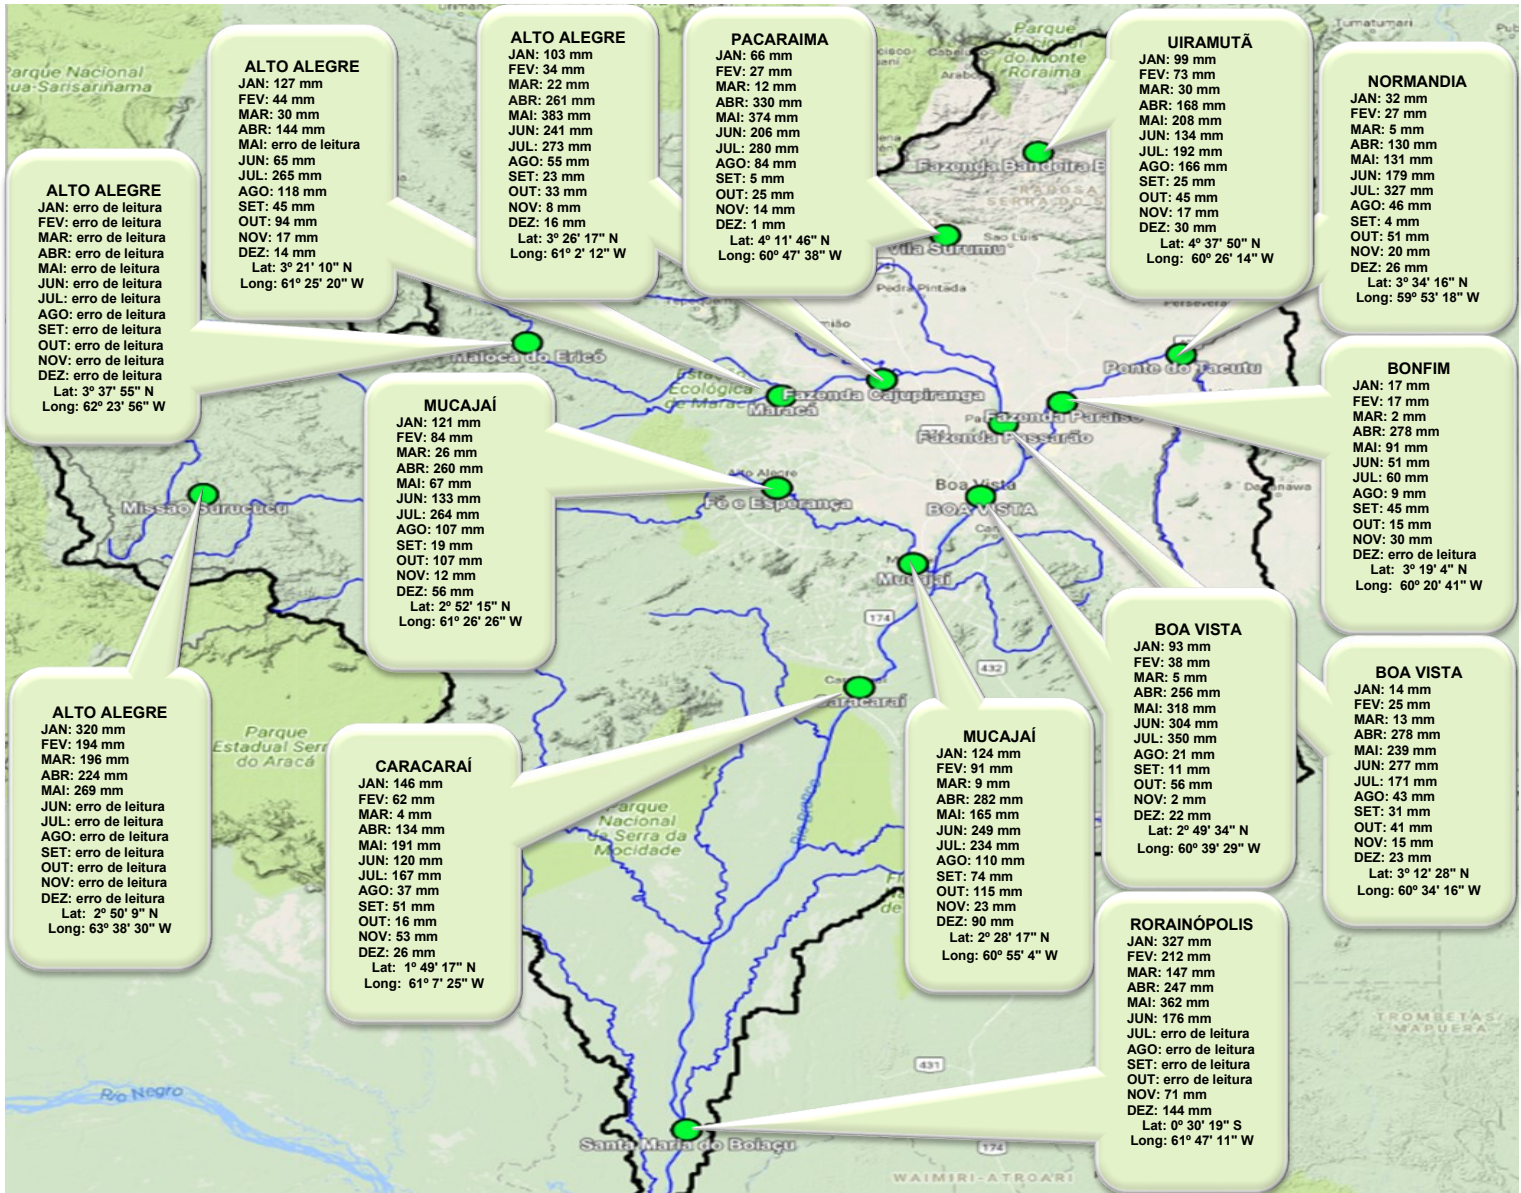 ALTO ALEGRE
JAN: 127 mm
FEV: 44 mm
MAR: 30 mm
ABR: 144 mm
MAI: erro de leitura
JUN: 65 mm
JUL: 265 mm
AGO: 118 mm
SET: 45 mm
OUT: 94 mm
NOV: 17 mm
DEZ: 14 mm
Lat: 3º 21' 10" N
Long: 61º 25' 20" W
ALTO ALEGRE
JAN: 103 mm
FEV: 34 mm
MAR: 22 mm
ABR: 261 mm
MAI: 383 mm
JUN: 241 mm
JUL: 273 mm
AGO: 55 mm
SET: 23 mm
OUT: 33 mm
NOV: 8 mm
DEZ: 16 mm
Lat: 3º 26' 17" N
Long: 61º 2' 12" W
PACARAIMA
JAN: 66 mm
FEV: 27 mm
MAR: 12 mm
ABR: 330 mm
MAI: 374 mm
JUN: 206 mm
JUL: 280 mm
AGO: 84 mm
SET: 5 mm
OUT: 25 mm
NOV: 14 mm
DEZ: 1 mm
Lat: 4º 11' 46" N
Long: 60º 47' 38" W
UIRAMUTÃ
JAN: 99 mm
FEV: 73 mm
MAR: 30 mm
ABR: 168 mm
MAI: 208 mm
JUN: 134 mm
JUL: 192 mm
AGO: 166 mm
SET: 25 mm
OUT: 45 mm
NOV: 17 mm
DEZ: 30 mm
Lat: 4º 37' 50" N
Long: 60º 26' 14" W
NORMANDIA
JAN: 32 mm
FEV: 27 mm
MAR: 5 mm
ABR: 130 mm
MAI: 131 mm
JUN: 179 mm
JUL: 327 mm
AGO: 46 mm
SET: 4 mm
OUT: 51 mm
NOV: 20 mm
DEZ: 26 mm
Lat: 3º 34' 16" N
Long: 59º 53' 18" W
ALTO ALEGRE
JAN: erro de leitura
FEV: erro de leitura
MAR: erro de leitura
ABR: erro de leitura
MAI: erro de leitura
JUN: erro de leitura
JUL: erro de leitura
AGO: erro de leitura
SET: erro de leitura
OUT: erro de leitura
NOV: erro de leitura
DEZ: erro de leitura
Lat: 3º 37' 55" N
Long: 62º 23' 56" W
MUCAJAÍ
JAN: 121 mm
FEV: 84 mm
MAR: 26 mm
ABR: 260 mm
MAI: 67 mm
JUN: 133 mm
JUL: 264 mm
AGO: 107 mm
SET: 19 mm
OUT: 107 mm
NOV: 12 mm
DEZ: 56 mm
Lat: 2º 52' 15" N
Long: 61º 26' 26" W
BONFIM
JAN: 17 mm
FEV: 17 mm
MAR: 2 mm
ABR: 278 mm
MAI: 91 mm
JUN: 51 mm
JUL: 60 mm
AGO: 9 mm
SET: 45 mm
OUT: 15 mm
NOV: 30 mm
DEZ: erro de leitura
Lat: 3º 19' 4" N
Long: 60º 20' 41" W
ALTO ALEGRE
JAN: 320 mm
FEV: 194 mm
MAR: 196 mm
ABR: 224 mm
MAI: 269 mm
JUN: erro de leitura
JUL: erro de leitura
AGO: erro de leitura
SET: erro de leitura
OUT: erro de leitura
NOV: erro de leitura
DEZ: erro de leitura
Lat: 2º 50' 9" N
Long: 63º 38' 30" W
CARACARAÍ
JAN: 146 mm
FEV: 62 mm
MAR: 4 mm
ABR: 134 mm
MAI: 191 mm
JUN: 120 mm
JUL: 167 mm
AGO: 37 mm
SET: 51 mm
OUT: 16 mm
NOV: 53 mm
DEZ: 26 mm
Lat: 1º 49' 17" N
Long: 61º 7' 25" W
MUCAJAÍ
JAN: 124 mm
FEV: 91 mm
MAR: 9 mm
ABR: 282 mm
MAI: 165 mm
JUN: 249 mm
JUL: 234 mm
AGO: 110 mm
SET: 74 mm
OUT: 115 mm
NOV: 23 mm
DEZ: 90 mm
Lat: 2º 28' 17" N
Long: 60º 55' 4" W
BOA VISTA
JAN: 93 mm
FEV: 38 mm
MAR: 5 mm
ABR: 256 mm
MAI: 318 mm
JUN: 304 mm
JUL: 350 mm
AGO: 21 mm
SET: 11 mm
OUT: 56 mm
NOV: 2 mm
DEZ: 22 mm
Lat: 2º 49' 34" N
Long: 60º 39' 29" W
BOA VISTA
JAN: 14 mm
FEV: 25 mm
MAR: 13 mm
ABR: 278 mm
MAI: 239 mm
JUN: 277 mm
JUL: 171 mm
AGO: 43 mm
SET: 31 mm
OUT: 41 mm
NOV: 15 mm
DEZ: 23 mm
Lat: 3º 12' 28" N
Long: 60º 34' 16" W
RORAINÓPOLIS
JAN: 327 mm
FEV: 212 mm
MAR: 147 mm
ABR: 247 mm
MAI: 362 mm
JUN: 176 mm
JUL: erro de leitura
AGO: erro de leitura
SET: erro de leitura
OUT: erro de leitura
NOV: 71 mm
DEZ: 144 mm
Lat: 0º 30' 19" S
Long: 61º 47' 11" W
Parque Nacional
Parque
do Monte
Roraima
Tumatumari
Fazenda Bandeira B
Vila Surumu
São Luís
Pedra Pintada
Maloca do Ericó
Ponte do Tacutu
Ecológica
de Maracá
Maracá
Fazenda Cajupiranga
Fazenda Paraíso
Fazenda Passarão
Missão Surucucu
Alto Alegre
Fé e Esperança
Boa Vista
BOA VISTA
Mucajaí
174
432
Caracaraí
Parque
Estadual Serra
do Aracá
Parque
Nacional
da Serra da
Mocidade
Rio Branco
Rio Negro
431
174
Santa Maria do Boiaçu
TROMBETAS/
MAPUERA
WAIMIRI-ATROARI